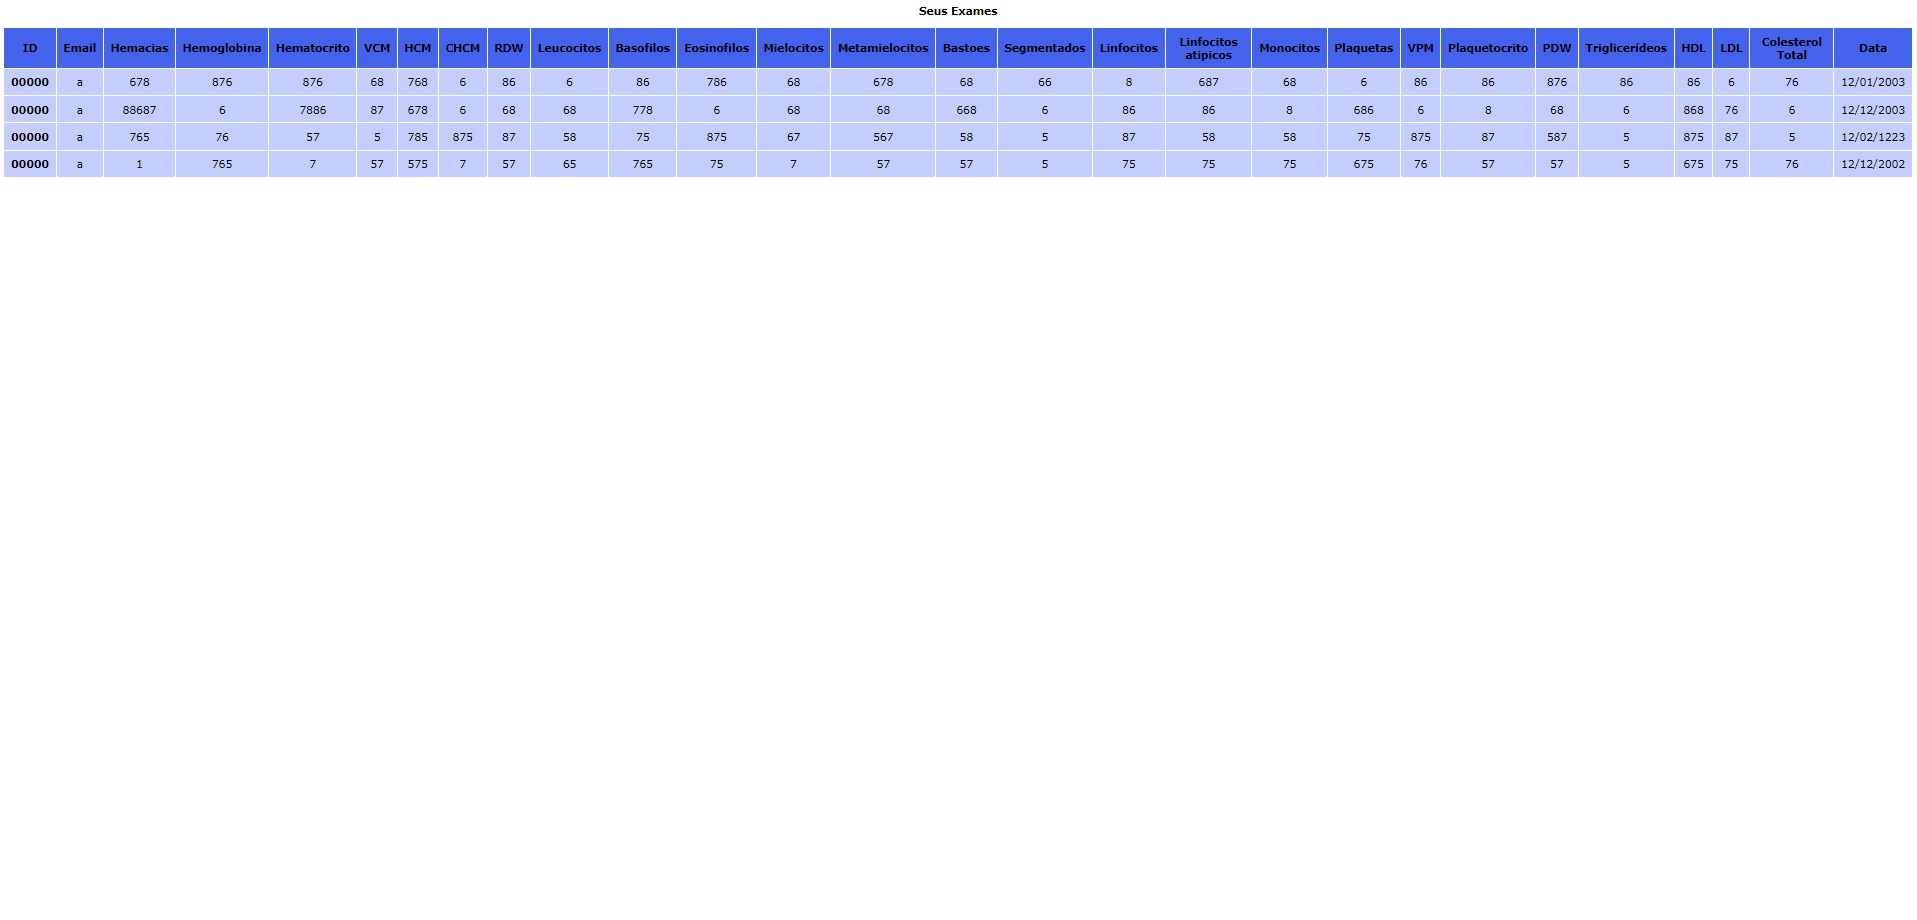 Seus Exames
ID Email Hemacias Hemoglobina Hematocrito VCM HCM CHCM RDW Leucocitos Basofilos Eosinofilos Mielocitos Metamielocitos Bastoes Segmentados Linfocitos Linfocitos atipicos Monocitos Plaquetas VPM Plaquetocrito PDW Triglicerídeos HDL LDL Colesterol Total Data
00000 a 678 876 876 68 768 6 86 6 86 786 68 678 68 66 8 687 68 6 86 86 876 86 86 6 76 12/01/2003
00000 a 88687 6 7886 87 678 6 68 68 778 6 68 68 668 6 86 86 8 686 6 8 68 6 868 76 6 12/12/2003
00000 a 765 76 57 5 785 875 87 58 75 875 67 567 58 5 87 58 58 75 875 87 587 5 875 87 5 12/02/1223
00000 a 1 765 7 57 575 7 57 65 765 75 7 57 57 5 75 75 75 675 76 57 57 5 675 75 76 12/12/2002